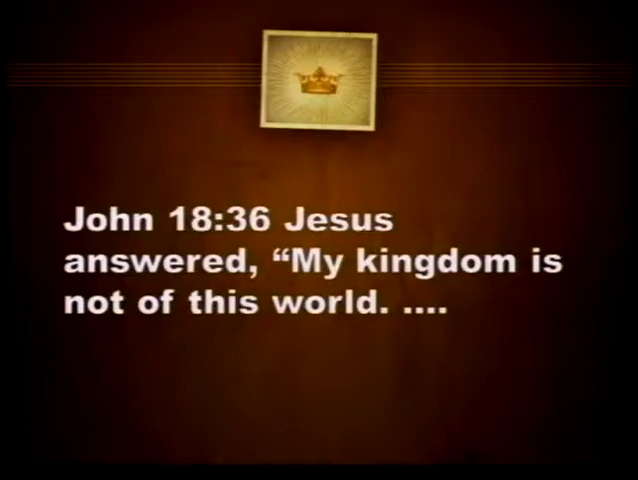 John 18:36 Jesus
answered, “My kingdom is
not of this world. ....